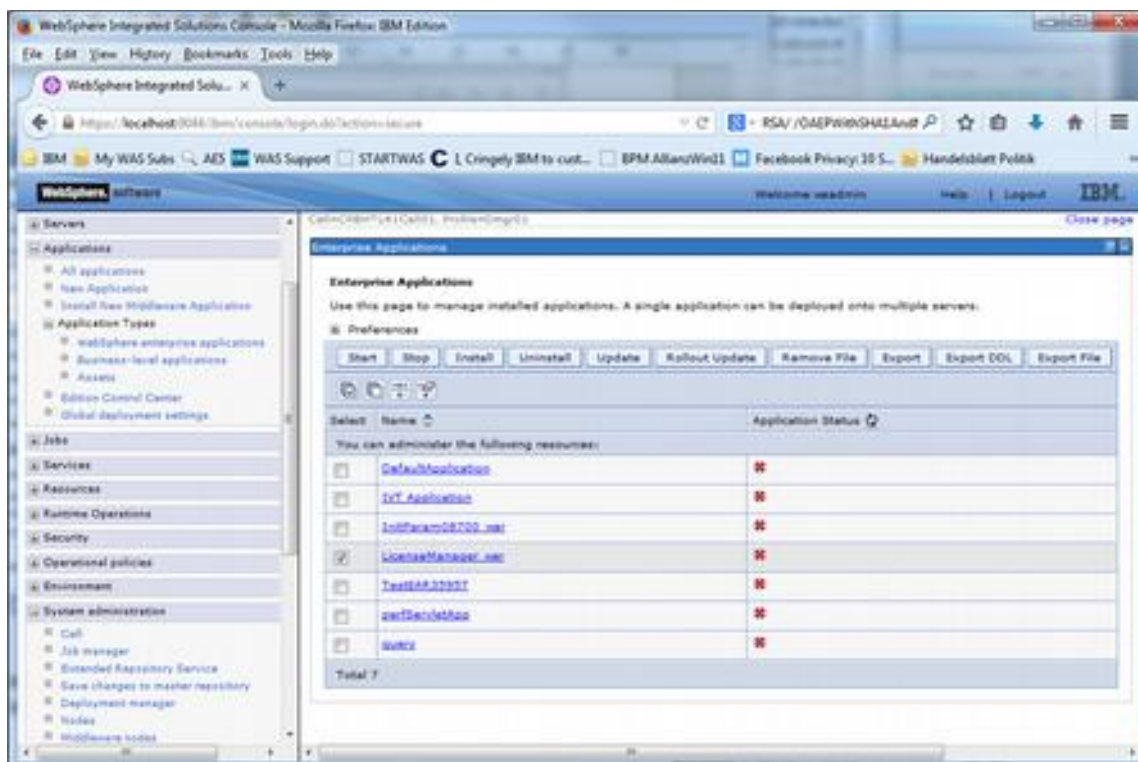 WebSphere Integrated Solutions Console - Mozilla Firefox: IBM Edition
File Edit View History Bookmarks Tools Help
WebSphere Integrated Solu... ×
https://localhost:9044/ibm/console/login.do?action=secure
RSA/ /OAEPWithSHA1And
IBM My WAS Subs AES WAS Support STARTWAS L Cringely IBM to cust... BPM.AllianzWin21 Facebook Privacy: 10 S... Handelsblatt Politik
WebSphere. software Welcome Help | Logout IBM.
Close page
Servers
Applications
All applications
New Application
Install New Middleware Application
Application Types
WebSphere enterprise applications
Business-level applications
Assets
Edition Control Center
Global deployment settings
Jobs
Services
Resources
Runtime Operations
Security
Operational policies
Environment
System administration
Cell
Job manager
Extended Repository Service
Save changes to master repository
Deployment manager
Nodes
Middleware nodes
Enterprise Applications
Enterprise Applications
Use this page to manage installed applications. A single application can be deployed onto multiple servers.
Preferences
Start Stop Install Uninstall Update Rollout Update Remove File Export Export DDL Export File
Select Name Application Status
You can administer the following resources:
DefaultApplication
IVT Application
InitParam08700_war
LicenseManager_war
TestEAR33937
perfServletApp
query
Total 7